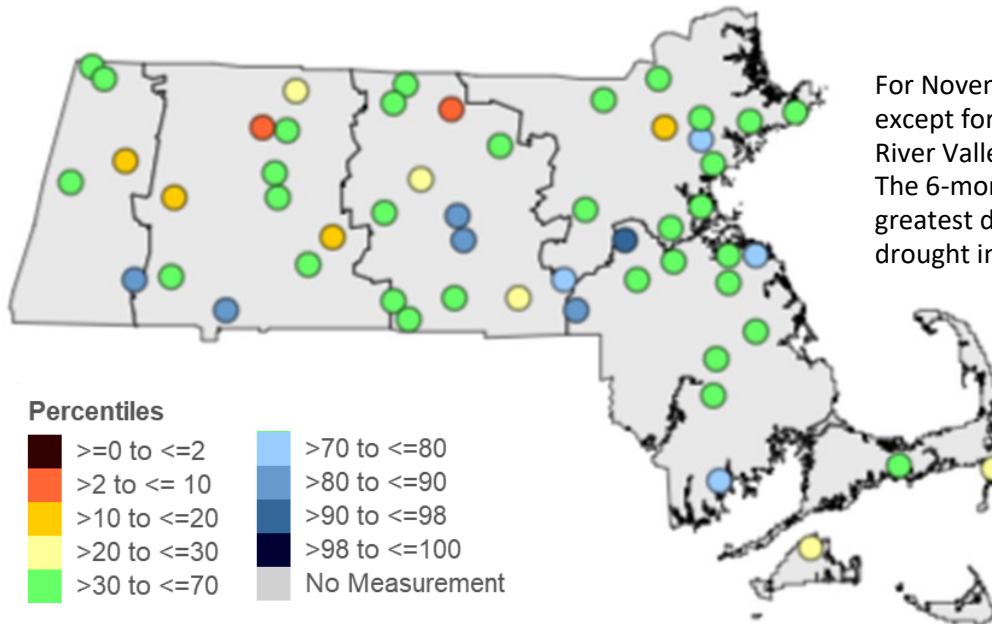 For Noven
except for
River Valle
The 6-mor
greatest d
drought in
Percentiles
>=0 to <=2
>2 to <= 10
>10 to <=20
>20 to <=30
>30 to <=70
>70 to <=80
>80 to <=90
>90 to <=98
>98 to <=100
No Measurement